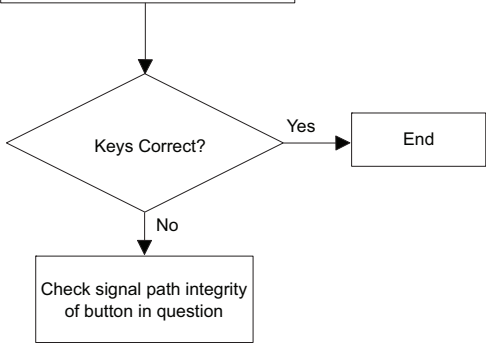 Keys Correct?
Yes
End
No
Check signal path integrity
of button in question